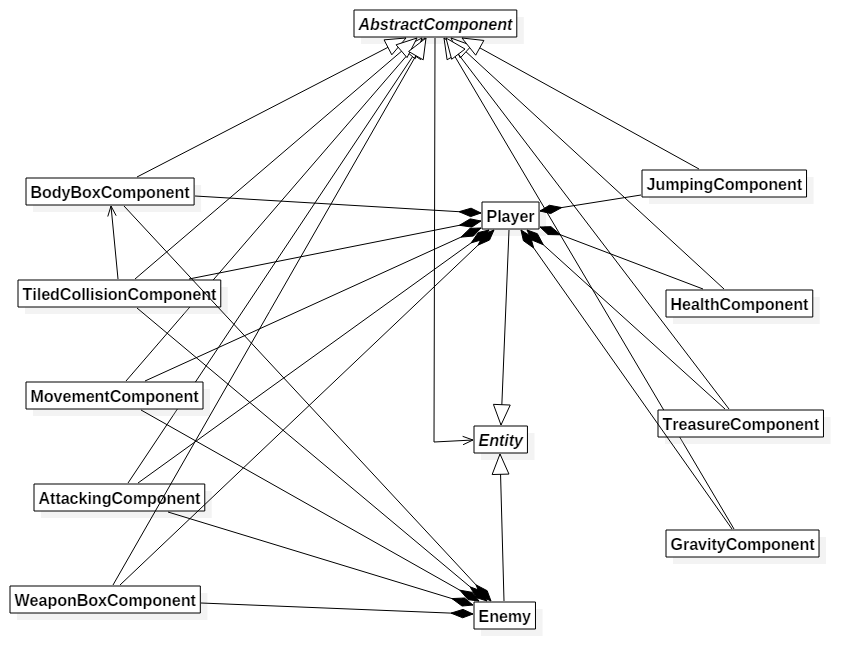 AbstractComponent
JumpingComponent
BodyBoxComponent
Player
TiledCollisionComponent
HealthComponent
MovementComponent
TreasureComponent
Entity
AttackingComponent
GravityComponent
WeaponBoxComponent
Enemy